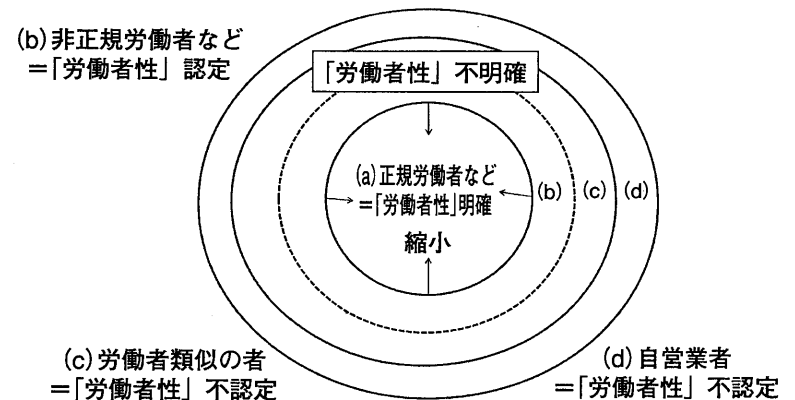 (b)非正規労働者など
=「労働者性」認定
「労働者性」不明確
(a)正規労働者など
=「労働者性」明確
縮小
(b)
(c)
(d)
(c)労働者類似の者
=「労働者性」不認定
(d)自営業者
=「労働者性」不認定